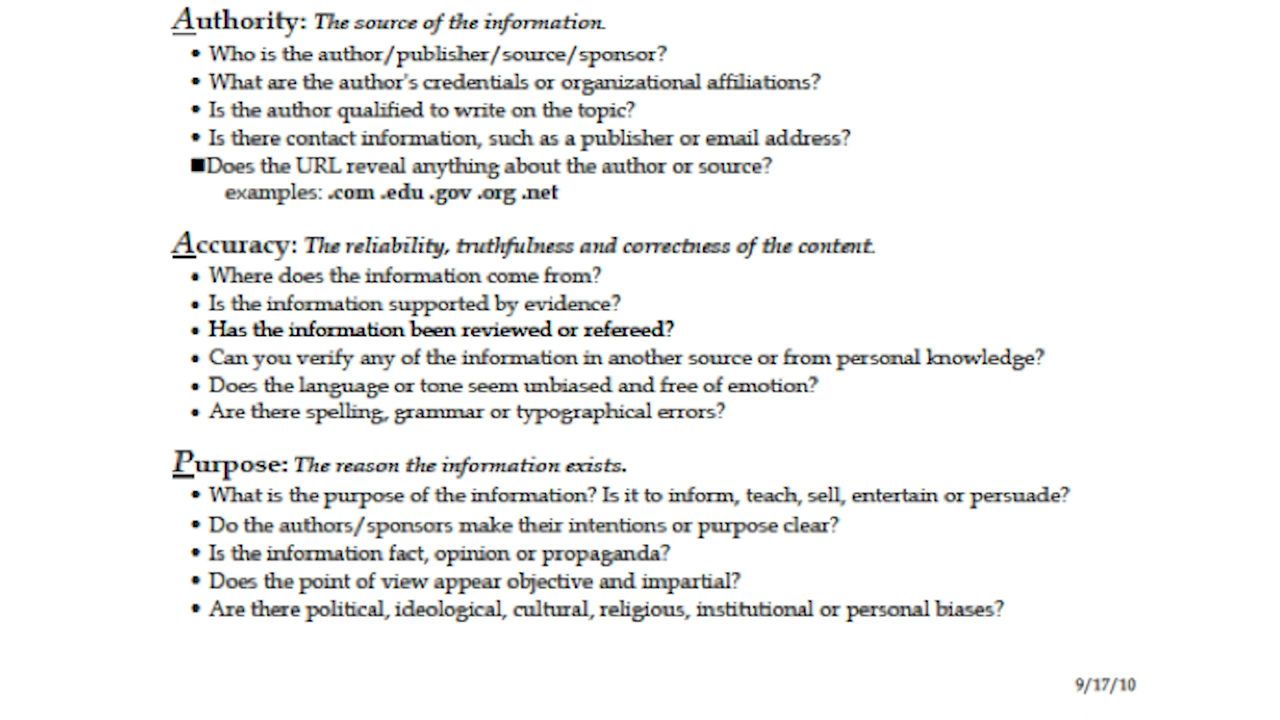 Authority: The source of the information.
• Who is the author/publisher/source/sponsor?
• What are the author's credentials or organizational affiliations?
• Is the author qualified to write on the topic?
• Is there contact information, such as a publisher or email address?
■Does the URL reveal anything about the author or source?
examples: .com .edu .gov .org .net
Accuracy: The reliability, truthfulness and correctness of the content.
• Where does the information come from?
• Is the information supported by evidence?
• Has the information been reviewed or refereed?
• Can you verify any of the information in another source or from personal knowledge?
• Does the language or tone seem unbiased and free of emotion?
• Are there spelling, grammar or typographical errors?
Purpose: The reason the information exists.
• What is the purpose of the information? Is it to inform, teach, sell, entertain or persuade?
• Do the authors/sponsors make their intentions or purpose clear?
• Is the information fact, opinion or propaganda?
• Does the point of view appear objective and impartial?
• Are there political, ideological, cultural, religious, institutional or personal biases?
9/17/10